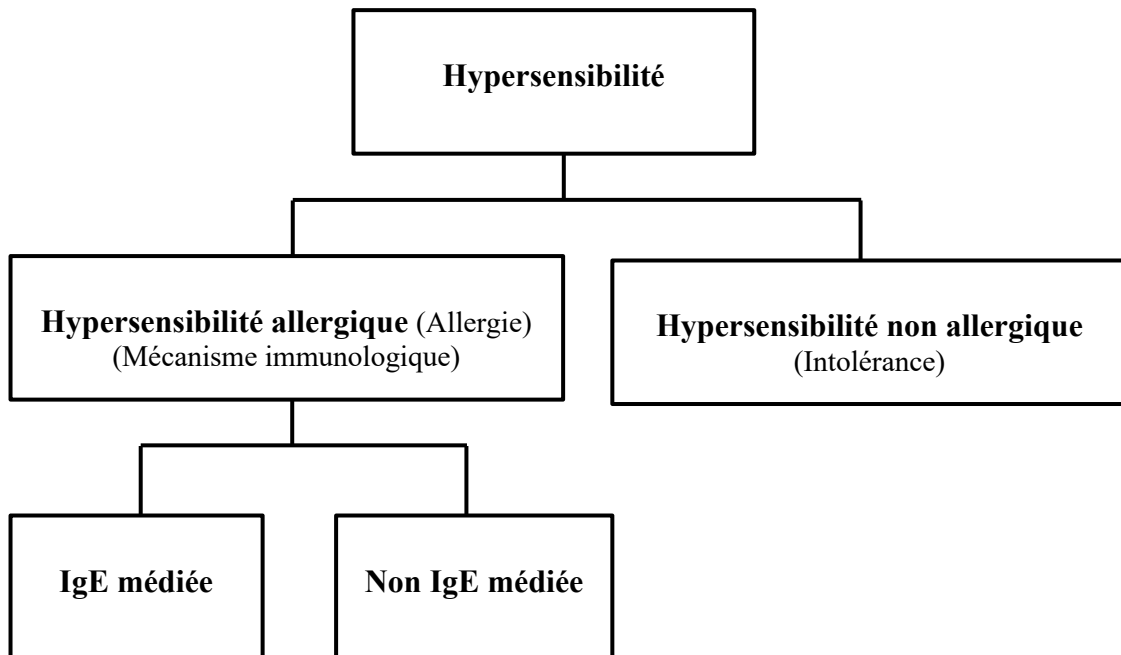 Hypersensibilité
Hypersensibilité allergique (Allergie)
(Mécanisme immunologique)
Hypersensibilité non allergique
(Intolérance)
IgE médiée
Non IgE médiée